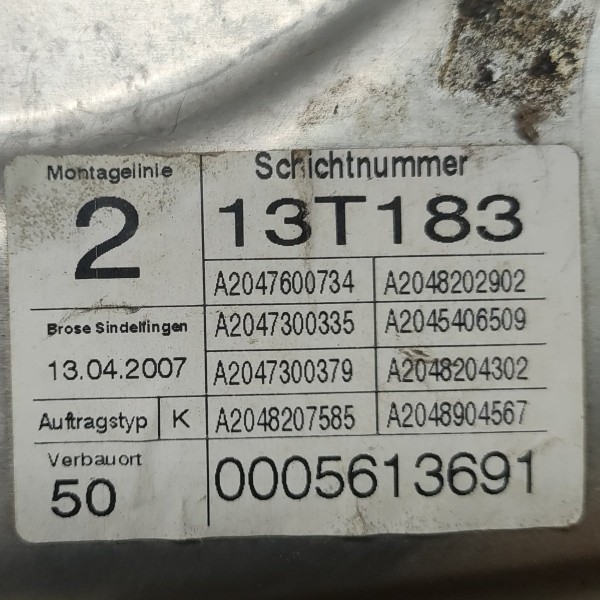 Montagelinie
2
Schichtnummer
13T183
A2047600734 A2048202902
Brose Sindelfingen
13.04.2007
A2047300335 A2045406509
A2047300379 A2048204302
Auftragstyp K
A2048207585 A2048904567
Verbauort
50
0005613691